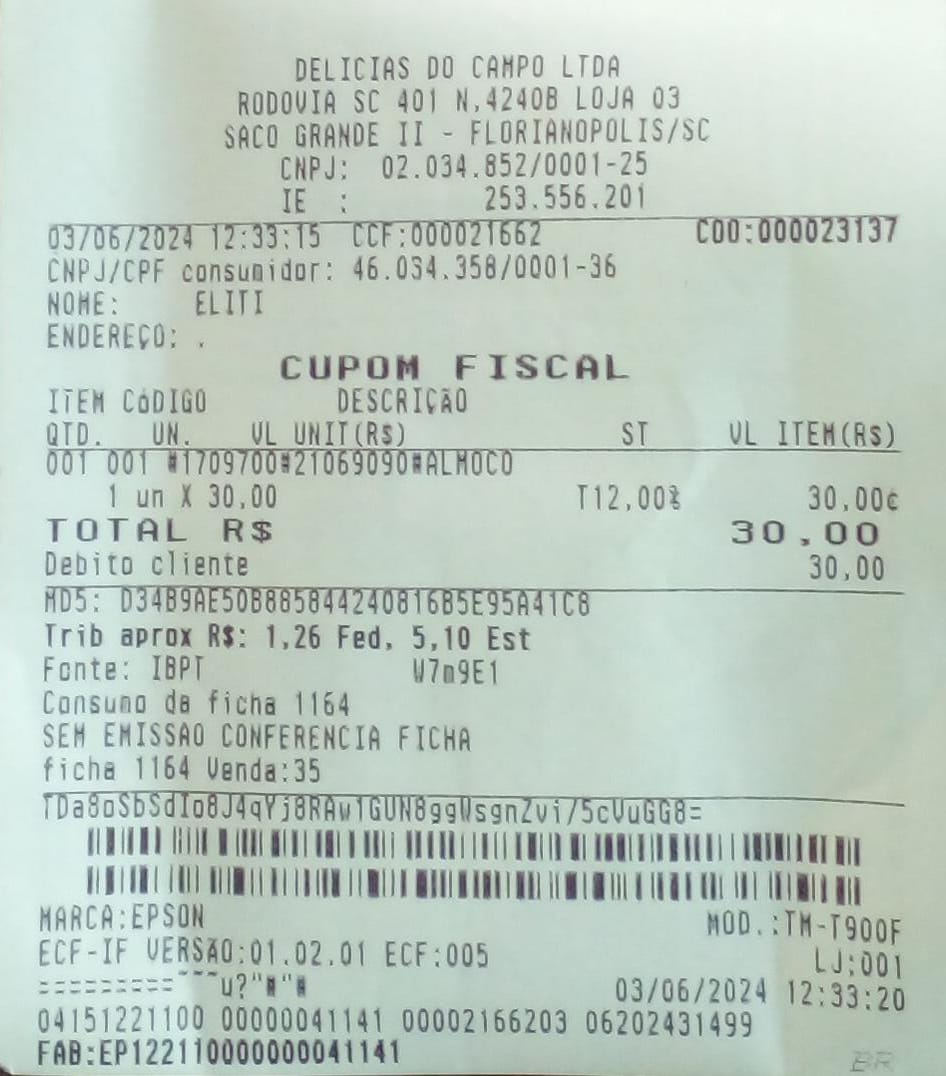 DELICIAS DO CAMPO LTDA
RODOVIA SC 401 N,4240B LOJA 03
SACO GRANDE II - FLORIANOPOLIS/SC
CNPJ: 02.034.852/0001-25
IE : 253.556.201
03/06/2024 12:33:15 CCF:000021662 COO:000023137
CNPJ/CPF consumidor: 46.034.358/0001-36
NOME: ELITI
ENDEREÇO: .
CUPOM FISCAL
ITEM CÓDIGO DESCRIÇÃO
QTD. UN. VL UNIT(R$) ST VL ITEM(R$)
001 001 #1709700#21069090#ALMOCO
1 un X 30,00 T12,00% 30,00¢
TOTAL R$ 30,00
Debito cliente 30,00
MD5: D34B9AE50B885844240816B5E95A41C8
Trib aprox R$: 1,26 Fed, 5,10 Est
Fonte: IBPT W7m9E1
Consumo da ficha 1164
SEM EMISSAO CONFERENCIA FICHA
ficha 1164 Venda:35
TDa8oSbSdIo8J4qYj8RAw1GUN8ggWsgnZvi/5cVuGG8=
MARCA:EPSON MOD.:TM-T900F
ECF-IF VERSÃO:01.02.01 ECF:005 LJ:001
03/06/2024 12:33:20
04151221100 00000041141 00002166203 06202431499
FAB:EP1221100000000041141
BR